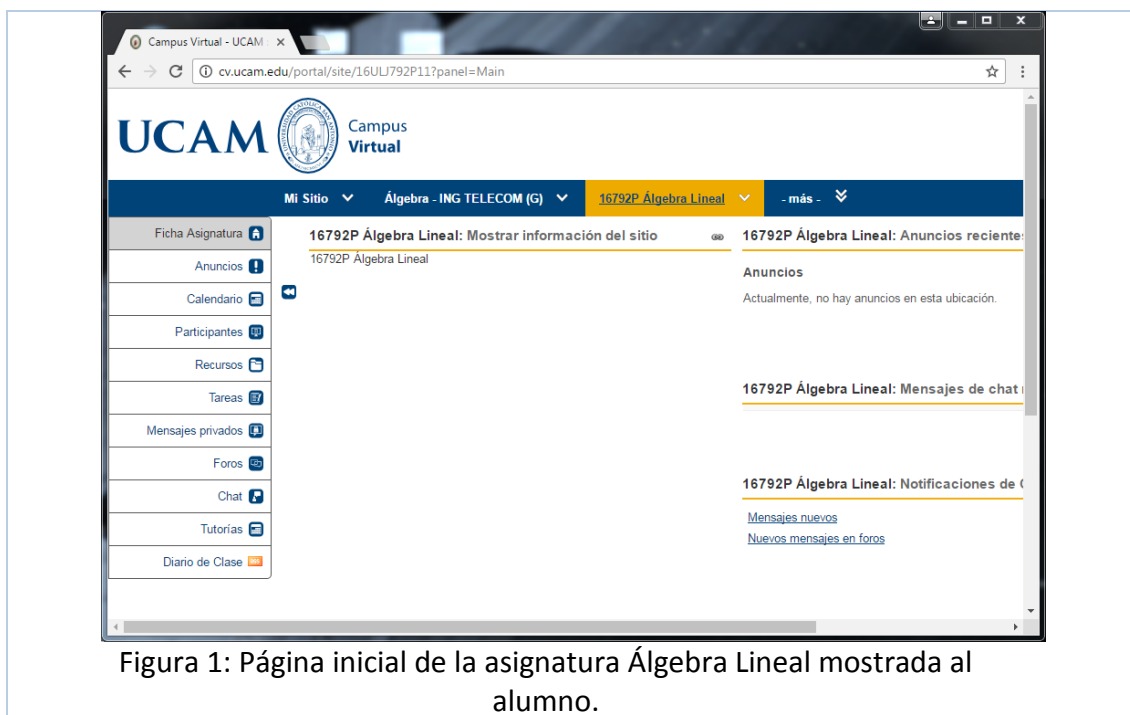 Campus Virtual - UCAM
cv.ucam.edu/portal/site/16ULJ792P11?panel=Main
UCAM
Campus
Virtual
Mi Sitio
Álgebra - ING TELECOM (G)
16792P Álgebra Lineal
- más -
Ficha Asignatura
Anuncios
Calendario
Participantes
Recursos
Tareas
Mensajes privados
Foros
Chat
Tutorías
Diario de Clase
16792P Álgebra Lineal: Mostrar información del sitio
16792P Álgebra Lineal
16792P Álgebra Lineal: Anuncios reciente
Anuncios
Actualmente, no hay anuncios en esta ubicación.
16792P Álgebra Lineal: Mensajes de chat
16792P Álgebra Lineal: Notificaciones de
Mensajes nuevos
Nuevos mensajes en foros
Figura 1: Página inicial de la asignatura Álgebra Lineal mostrada al
alumno.